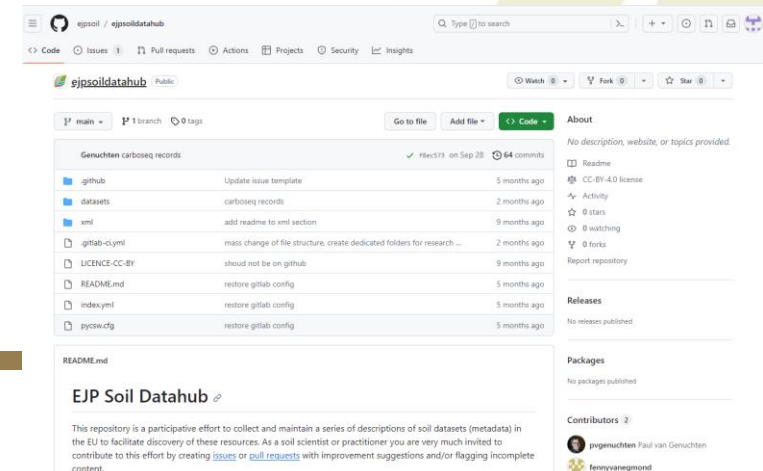 ejpsoil / ejpsoildatahub
Type / to search
Code Issues 1 Pull requests Actions Projects Security Insights
ejpsoildatahub Public
Watch 0 Fork 0 Star 0
main 1 branch 0 tags Go to file Add file Code
Genuchten carboseq records f8ec573 on Sep 28 64 commits
.github Update issue template 5 months ago
datasets carboseq records 2 months ago
xml add readme to xml section 9 months ago
.gitlab-ci.yml mass change of file structure, create dedicated folders for research ... 2 months ago
LICENCE-CC-BY shoud not be on github 9 months ago
README.md restore gitlab config 5 months ago
index.yml restore gitlab config 5 months ago
pycsw.cfg restore gitlab config 5 months ago
README.md
EJP Soil Datahub
This repository is a participative effort to collect and maintain a series of descriptions of soil datasets (metadata) in
the EU to facilitate discovery of these resources. As a soil scientist or practitioner you are very much invited to
contribute to this effort by creating issues or pull requests with improvement suggestions and/or flagging incomplete
content.
About
No description, website, or topics provided.
Readme
CC-BY-4.0 license
Activity
0 stars
0 watching
0 forks
Report repository
Releases
No releases published
Packages
No packages published
Contributors 2
pvgenuchten Paul van Genuchten
fennyvanegmond